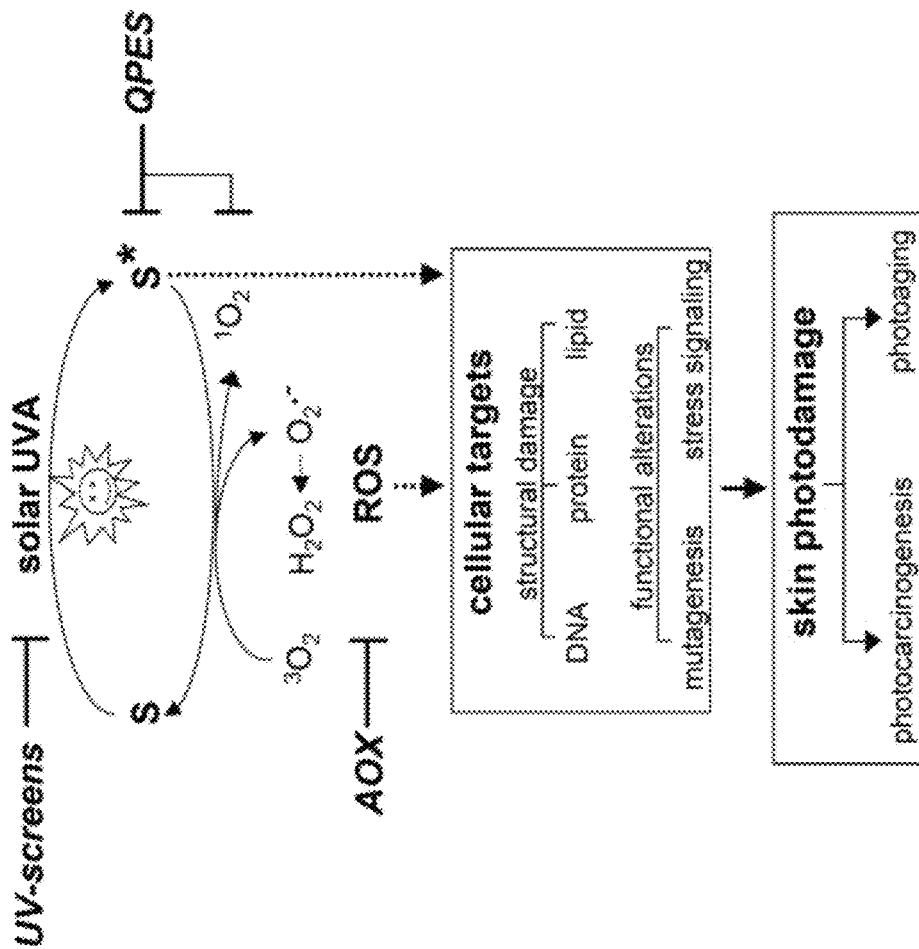 UV-screens
solar UVA
QPES
S
S*
³O₂
¹O₂
H₂O₂
O₂•⁻
AOX
ROS
cellular targets
structural damage
DNA
protein
lipid
functional alterations
mutagenesis
stress signaling
skin photodamage
photocarcinogenesis
photoaging